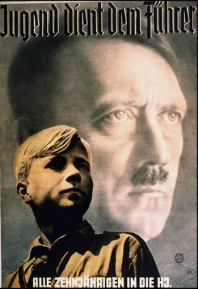 Jugend dient dem Führer
ALLE ZEHNJÄHRIGEN IN DIE HJ.